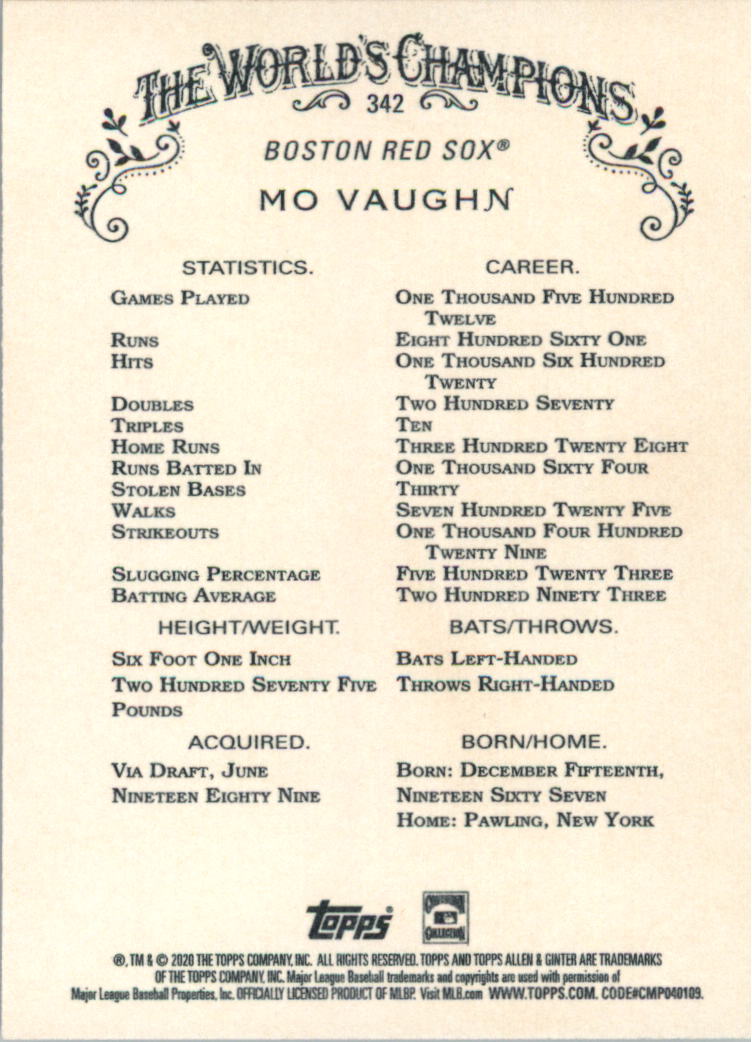 THE WORLD'S CHAMPIONS
342
BOSTON RED SOX®
MO VAUGHN
STATISTICS. CAREER.
GAMES PLAYED ONE THOUSAND FIVE HUNDRED
TWELVE
RUNS EIGHT HUNDRED SIXTY ONE
HITS ONE THOUSAND SIX HUNDRED
TWENTY
DOUBLES TWO HUNDRED SEVENTY
TRIPLES TEN
HOME RUNS THREE HUNDRED TWENTY EIGHT
RUNS BATTED IN ONE THOUSAND SIXTY FOUR
STOLEN BASES THIRTY
WALKS SEVEN HUNDRED TWENTY FIVE
STRIKEOUTS ONE THOUSAND FOUR HUNDRED
TWENTY NINE
SLUGGING PERCENTAGE FIVE HUNDRED TWENTY THREE
BATTING AVERAGE TWO HUNDRED NINETY THREE
HEIGHT/WEIGHT. BATS/THROWS.
SIX FOOT ONE INCH BATS LEFT-HANDED
TWO HUNDRED SEVENTY FIVE THROWS RIGHT-HANDED
POUNDS
ACQUIRED. BORN/HOME.
VIA DRAFT, JUNE BORN: DECEMBER FIFTEENTH,
NINETEEN EIGHTY NINE NINETEEN SIXTY SEVEN
HOME: PAWLING, NEW YORK
Topps® COOPERSTOWN COLLECTION
®, TM & © 2020 THE TOPPS COMPANY, INC. ALL RIGHTS RESERVED. TOPPS AND TOPPS ALLEN & GINTER ARE TRADEMARKS
OF THE TOPPS COMPANY, INC. Major League Baseball trademarks and copyrights are used with permission of
Major League Baseball Properties, Inc. OFFICIALLY LICENSED PRODUCT OF MLBP. Visit MLB.com WWW.TOPPS.COM. CODE#CMP040109.